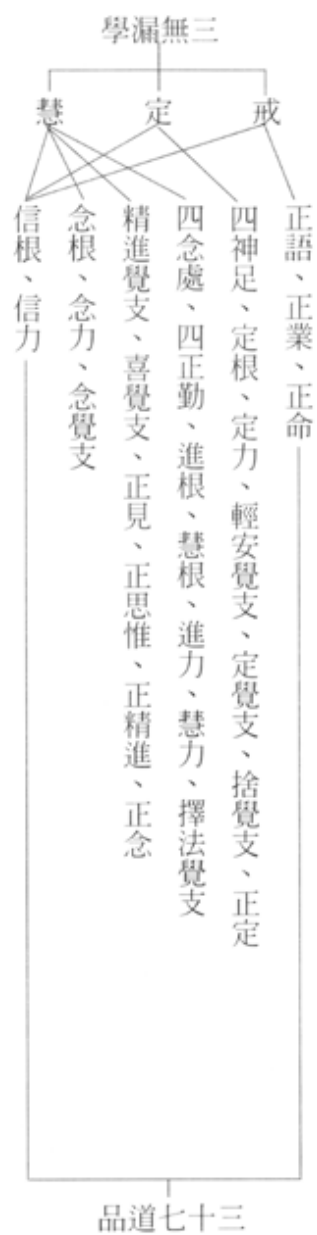 三無漏學
戒
定
慧
正語、正業、正命
四神足、定根、定力、輕安覺支、定覺支、捨覺支、正定
四念處、四正勤、進根、慧根、進力、慧力、擇法覺支
精進覺支、喜覺支、正見、正思惟、正精進、正念
念根、念力、念覺支
信根、信力
三十七道品